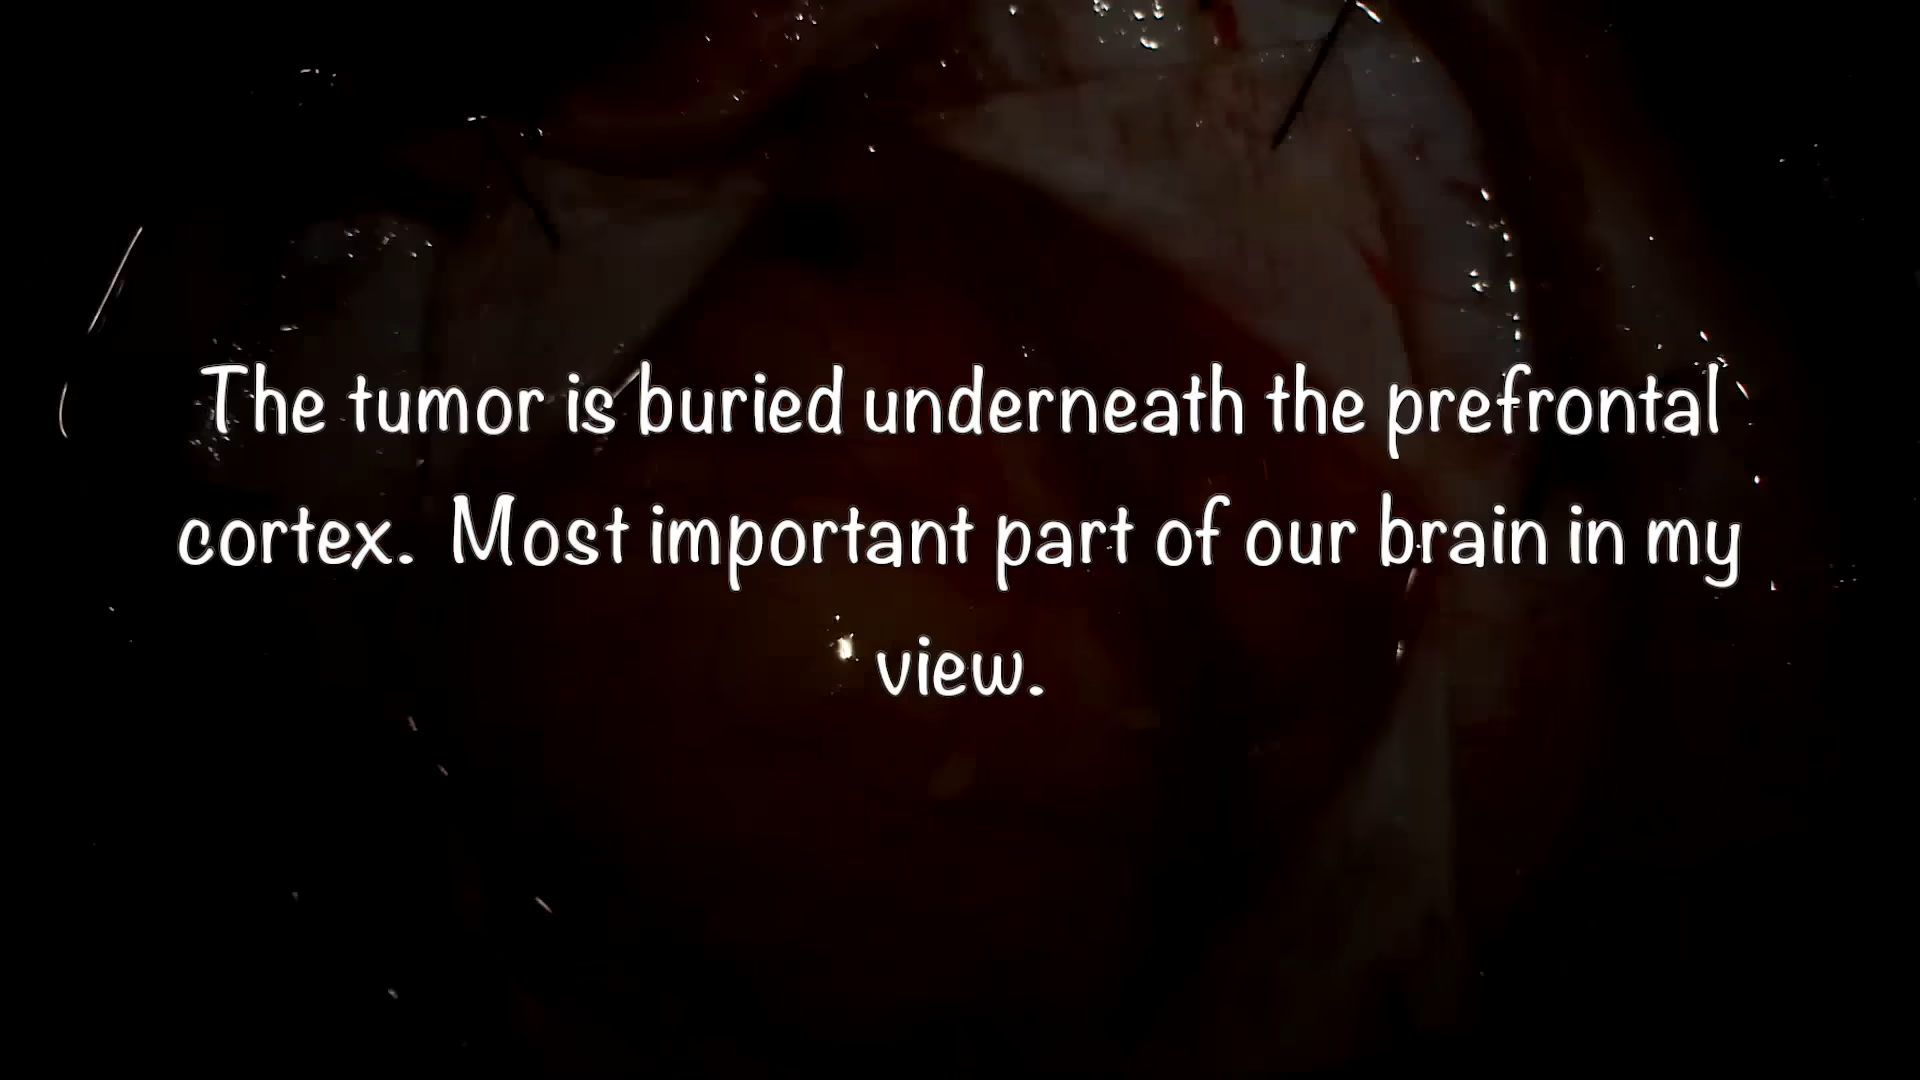 The tumor is buried underneath the prefrontal
cortex.  Most important part of our brain in my
view.